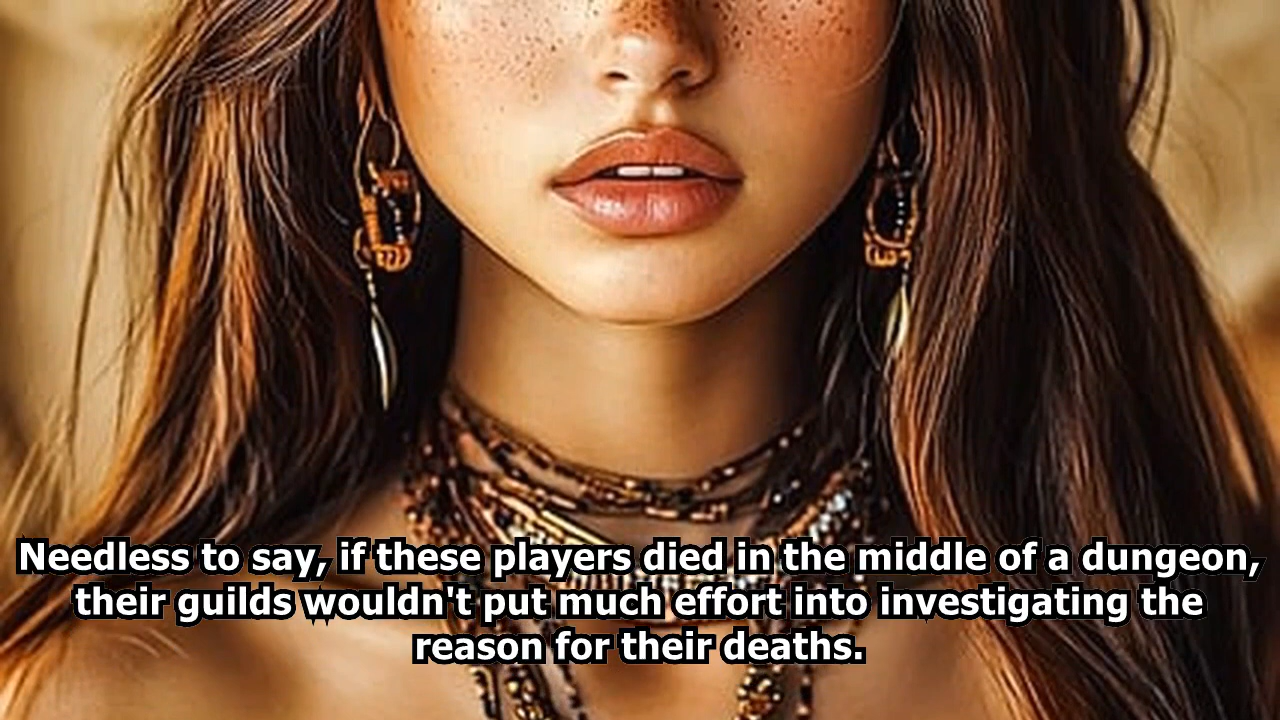 Needless to say, if these players died in the middle of a dungeon,
their guilds wouldn't put much effort into investigating the
reason for their deaths.